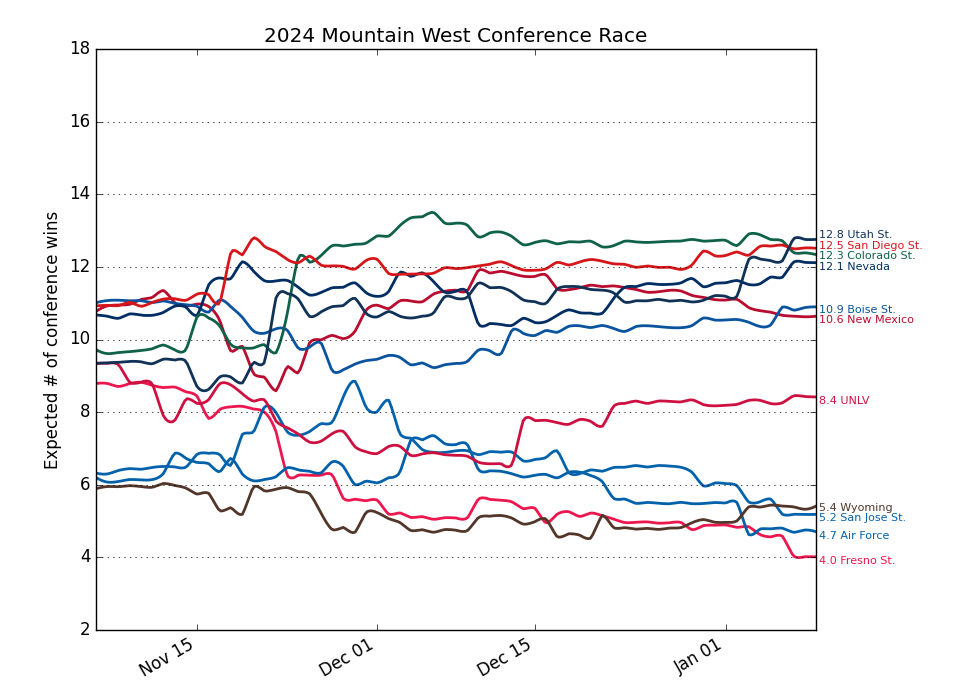 2024 Mountain West Conference Race
Expected # of conference wins
18
16
14
12
10
8
6
4
2
12.8 Utah St.
12.5 San Diego St.
12.3 Colorado St.
12.1 Nevada
10.9 Boise St.
10.6 New Mexico
8.4 UNLV
5.4 Wyoming
5.2 San Jose St.
4.7 Air Force
4.0 Fresno St.
Nov 15
Dec 01
Dec 15
Jan 01